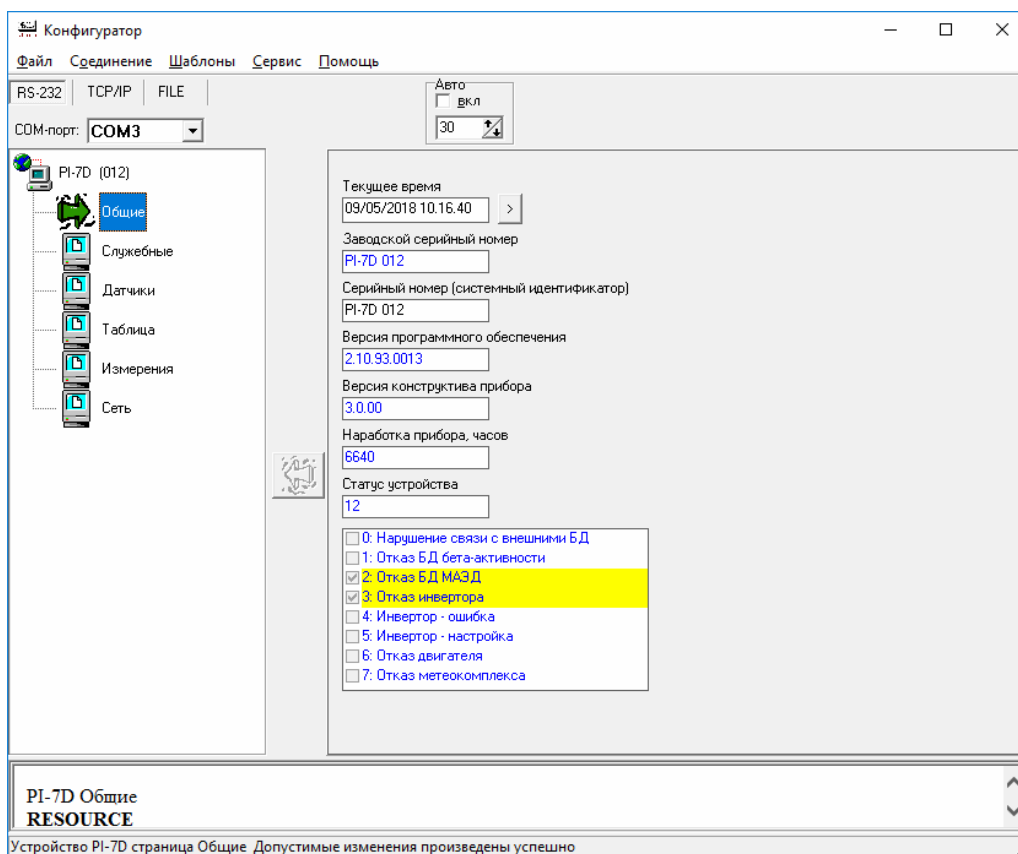 Конфигуратор
Файл Соединение Шаблоны Сервис Помощь
RS-232 TCP/IP FILE
Авто
вкл
30
COM-порт: COM3
PI-7D (012)
Общие
Служебные
Датчики
Таблица
Измерения
Сеть
Текущее время
09/05/2018 10.16.40 >
Заводской серийный номер
PI-7D 012
Серийный номер (системный идентификатор)
PI-7D 012
Версия программного обеспечения
2.10.93.0013
Версия конструктива прибора
3.0.00
Наработка прибора, часов
6640
Статус устройства
12
0: Нарушение связи с внешними БД
1: Отказ БД бета-активности
2: Отказ БД МАЭД
3: Отказ инвертора
4: Инвертор - ошибка
5: Инвертор - настройка
6: Отказ двигателя
7: Отказ метеокомплекса
PI-7D Общие
RESOURCE
Устройство PI-7D страница Общие Допустимые изменения произведены успешно